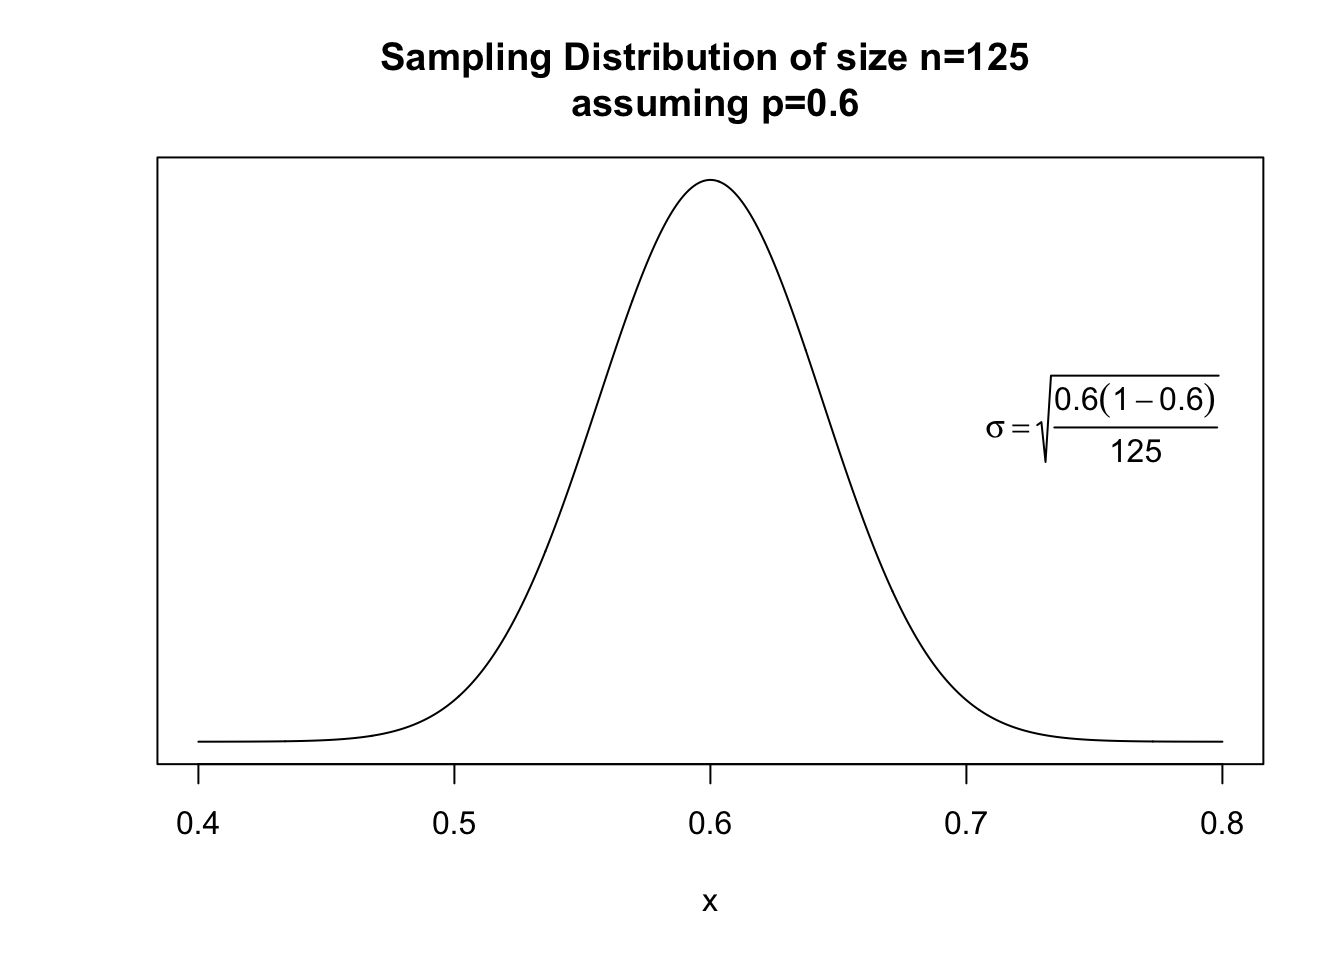 Sampling Distribution of size n=125
assuming p=0.6
σ = √(0.6(1 − 0.6) / 125)
0.4 0.5 0.6 0.7 0.8
x